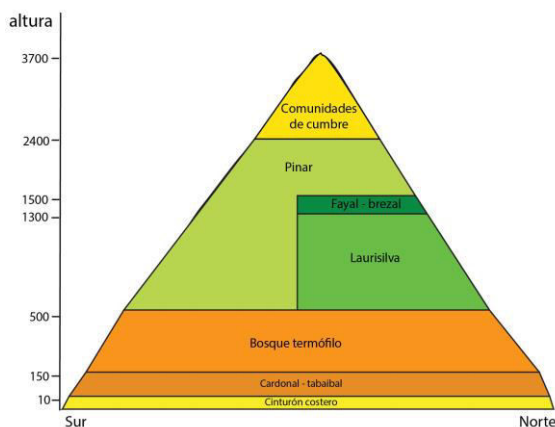 altura
3700
Comunidades
de cumbre
2400
Pinar
1500
Fayal - brezal
1300
Laurisilva
500
Bosque termófilo
150
Cardonal - tabaibal
10
Cinturón costero
Sur
Norte